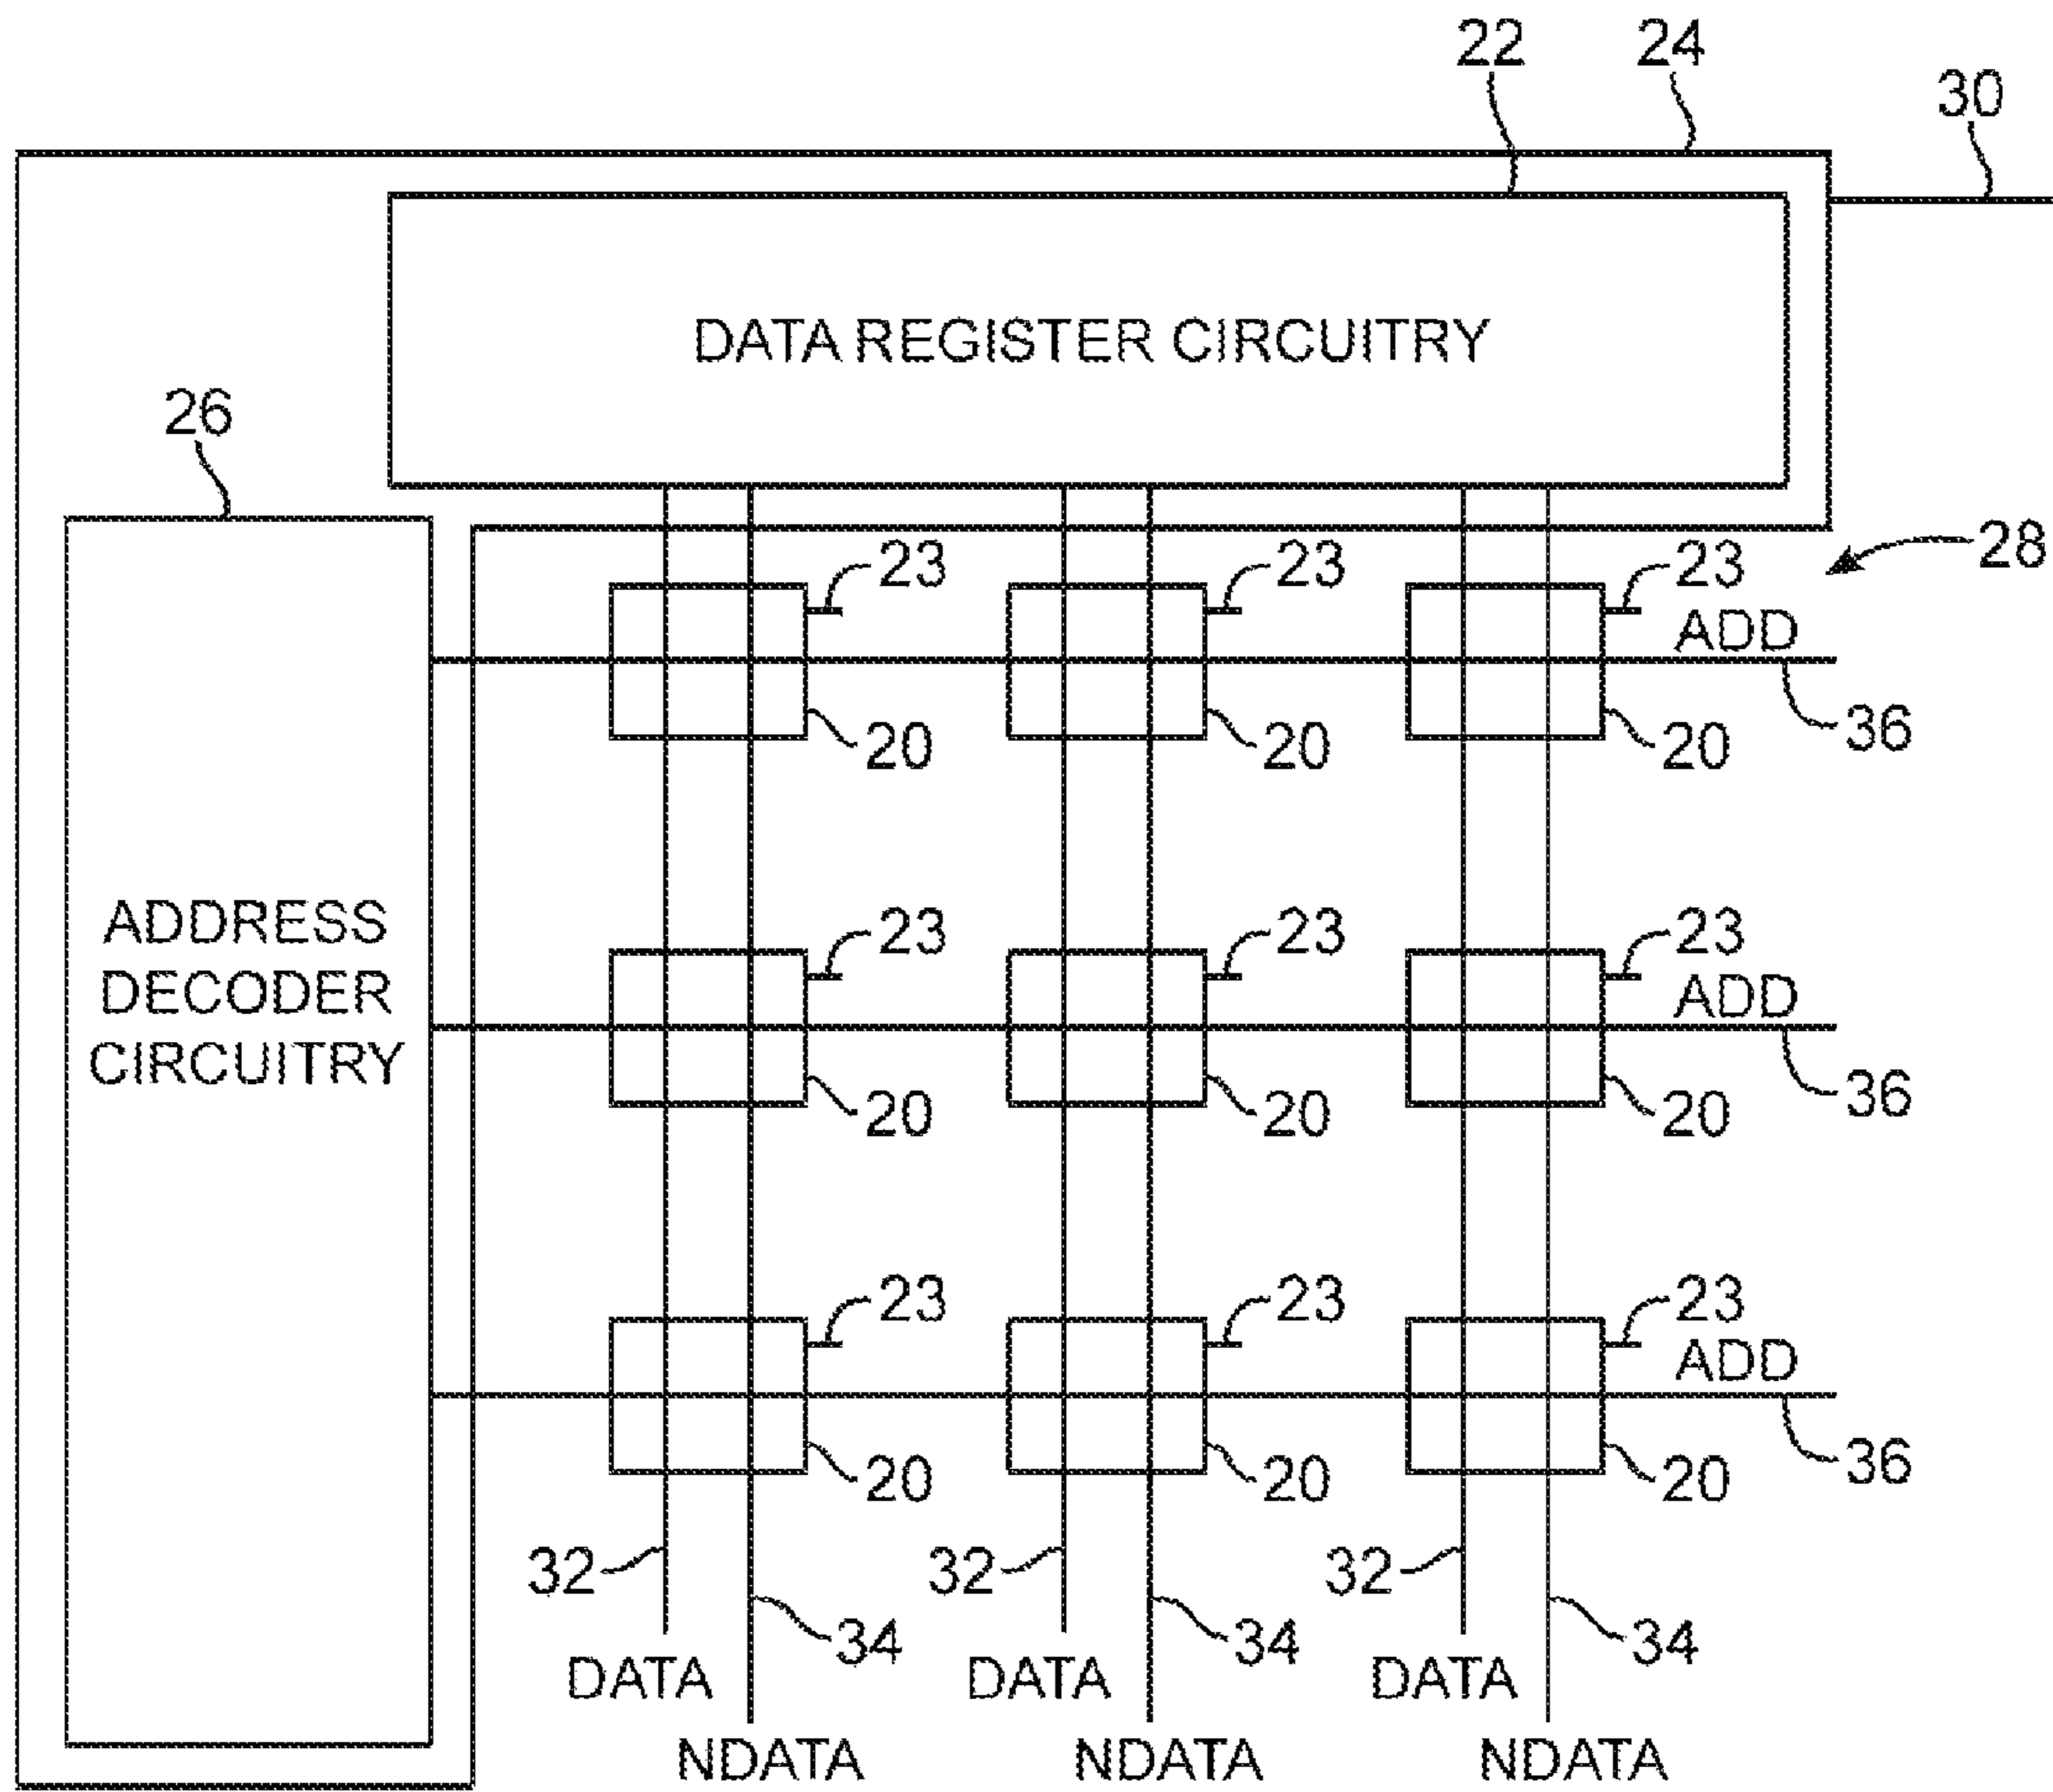 22 24
30
DATA REGISTER CIRCUITRY
26
28
23 23 23
ADD
20 20 20 36
ADDRESS
DECODER
CIRCUITRY
23 23 23
ADD
20 20 20 36
23 23 23
ADD
20 20 20 36
32 32 32
34 34 34
DATA DATA DATA
NDATA NDATA NDATA